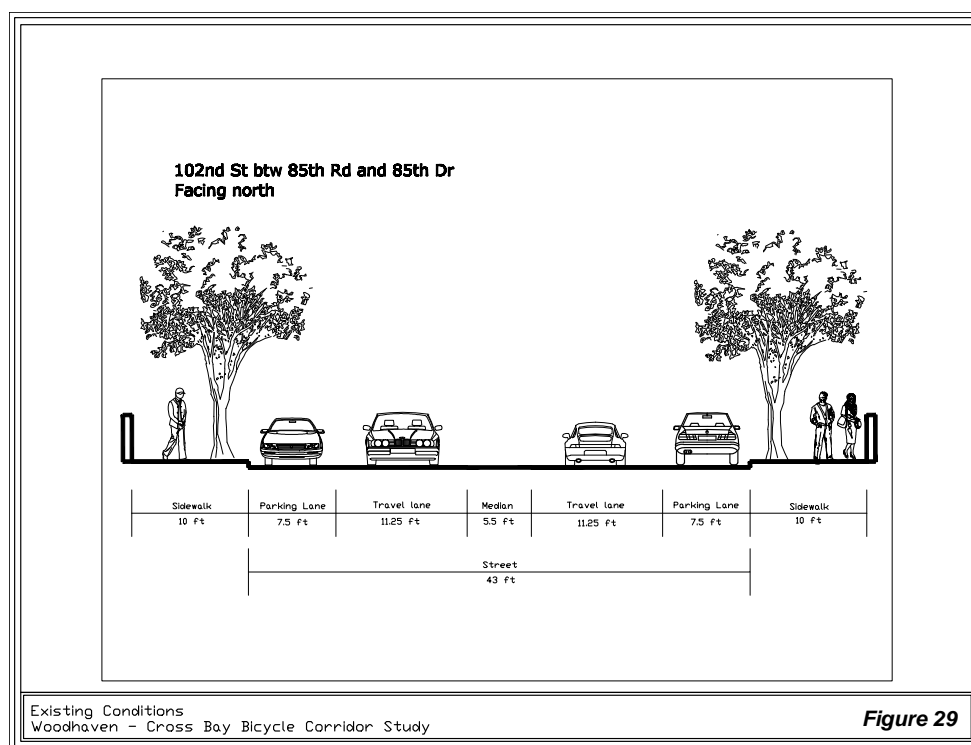 102nd St btw 85th Rd and 85th Dr
Facing north
Sidewalk Parking Lane Travel lane Median Travel lane Parking Lane Sidewalk
10 ft 7.5 ft 11.25 ft 5.5 ft 11.25 ft 7.5 ft 10 ft
Street
43 ft
Existing Conditions
Woodhaven - Cross Bay Bicycle Corridor Study
Figure 29